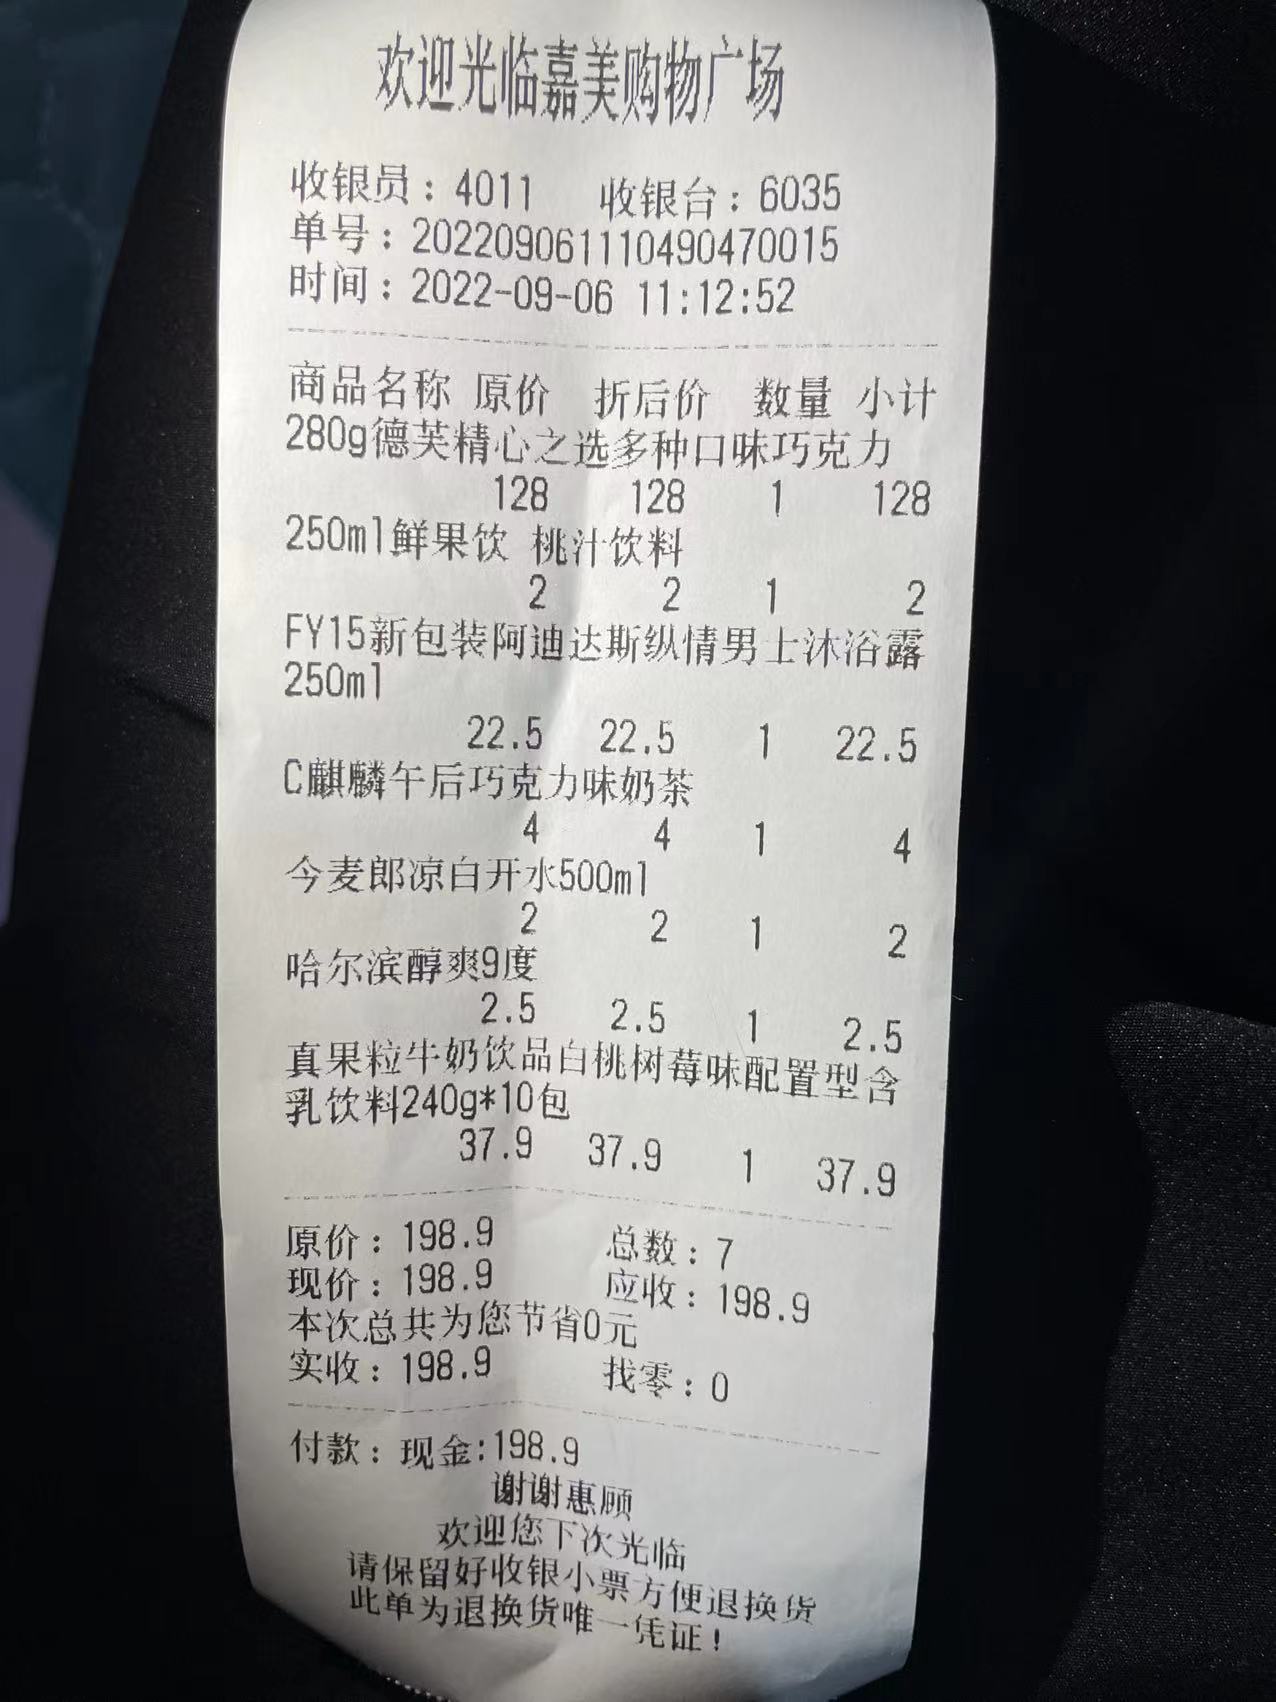 欢迎光临嘉美购物广场
收银员：4011 收银台：6035
单号：2022090611110490470015
时间：2022-09-06 11:12:52
商品名称 原价 折后价 数量 小计
280g德芙精心之选多种口味巧克力
128 128 1 128
250ml鲜果饮 桃汁饮料
2 2 1 2
FY15新包装阿迪达斯纵情男士沐浴露
250ml
22.5 22.5 1 22.5
C麒麟午后巧克力味奶茶
4 4 1 4
今麦郎凉白开水500ml
2 2 1 2
哈尔滨醇爽9度
2.5 2.5 1 2.5
真果粒牛奶饮品白桃树莓味配置型含
乳饮料240g*10包
37.9 37.9 1 37.9
原价：198.9 总数：7
现价：198.9 应收：198.9
本次总共为您节省0元
实收：198.9 找零：0
付款：现金:198.9
谢谢惠顾
欢迎您下次光临
请保留好收银小票方便退换货
此单为退换货唯一凭证！